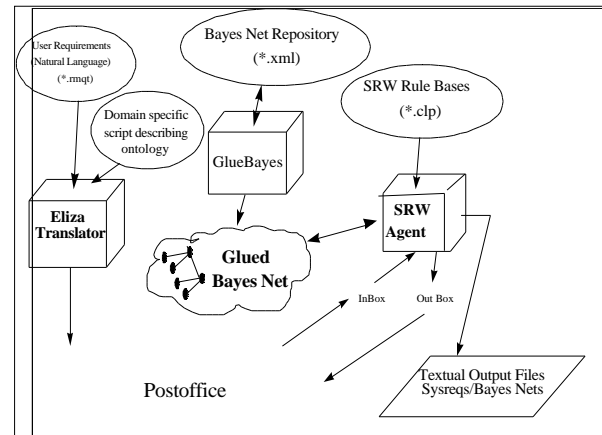 User Requirements
(Natural Language)
(*.rmqt)
Bayes Net Repository
(*.xml)
SRW Rule Bases
(*.clp)
Domain specific
script describing
ontology
GlueBayes
Eliza
Translator
SRW
Agent
Glued
Bayes Net
InBox
Out Box
Postoffice
Textual Output Files
Sysreqs/Bayes Nets